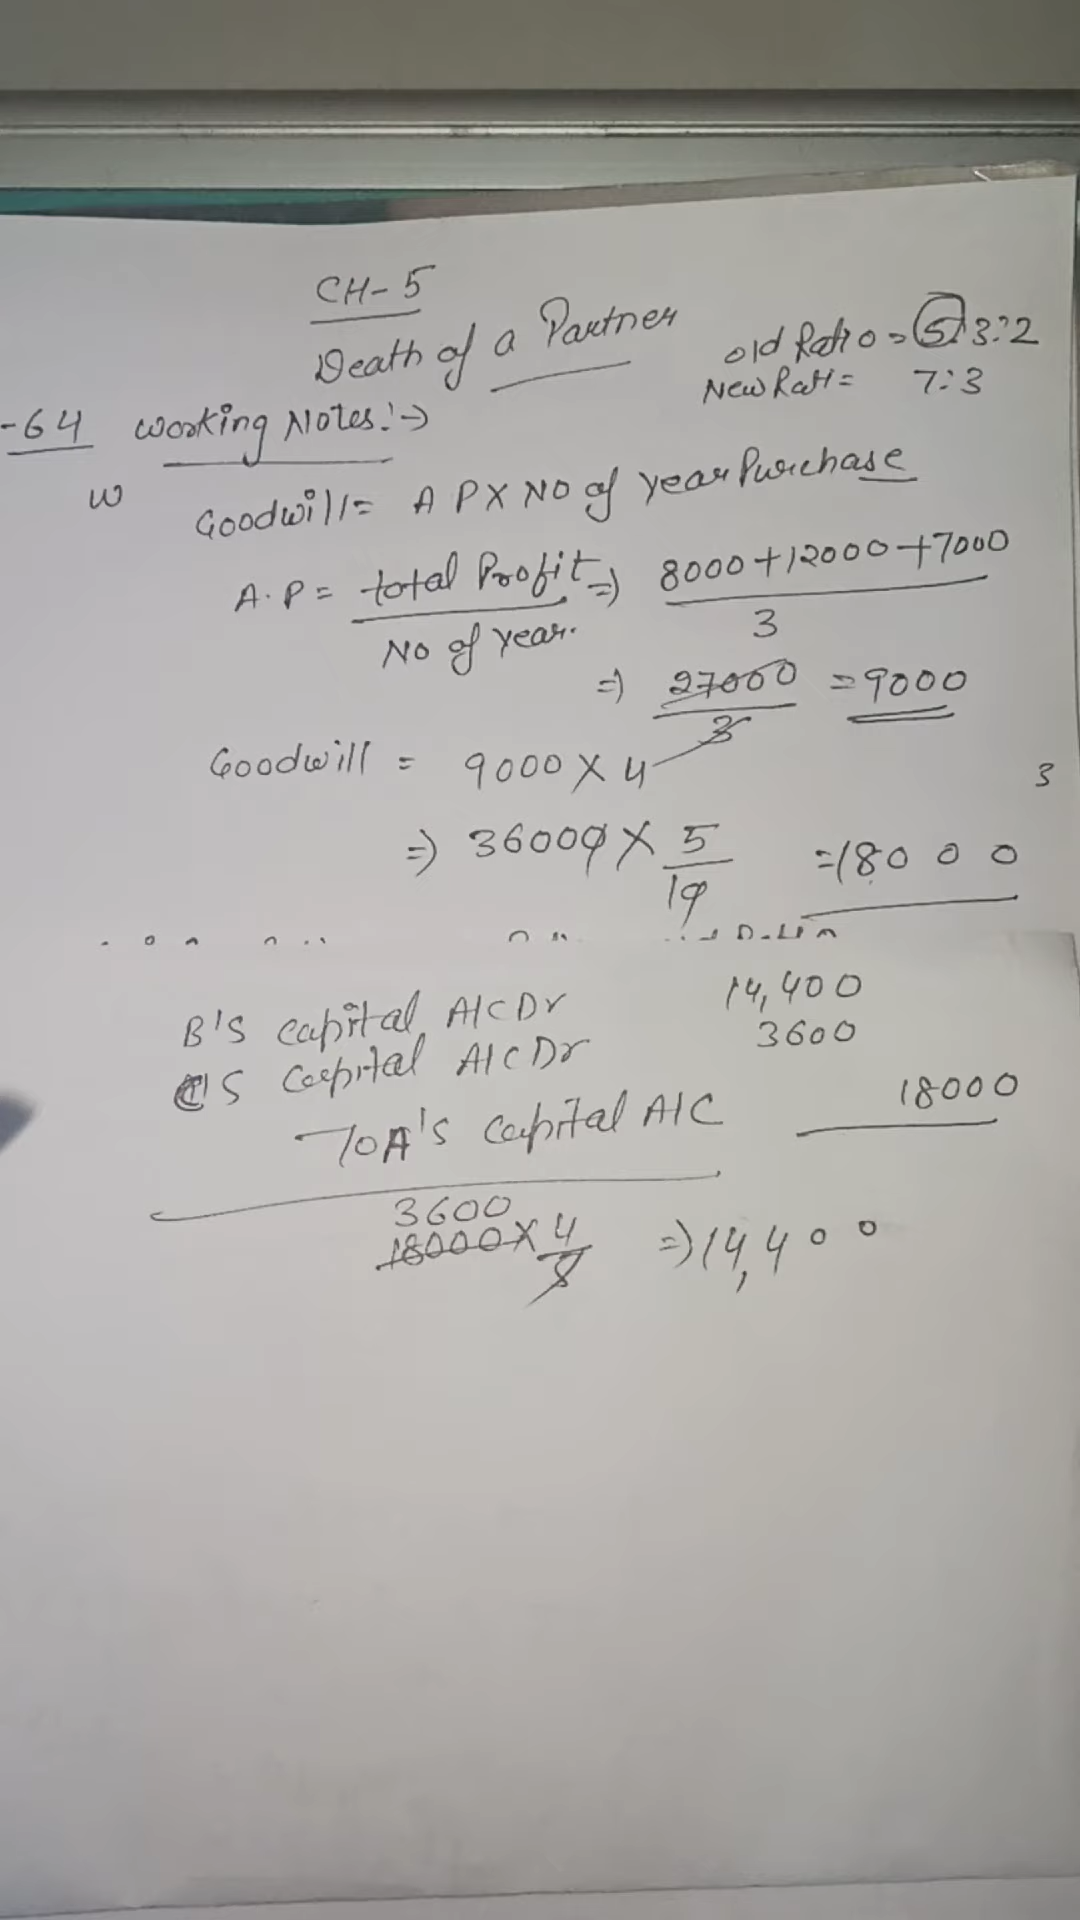 CH-5
Death of a Partner
Old Ratio = 5:3:2
New Rati = 7:3
-64 Working Notes:→
Goodwill = A P X No of year Purchase
A.P = total Profit / No of year. ⇒ 8000+12000+7000 / 3
⇒ 27000 / 3 = 9000
Goodwill = 9000 X 4
3
⇒ 36000 X 5/10 = 18000
B'S capital A/C Dr 14,400
C'S Capital A/C Dr 3600
To A's Capital A/C 18000
3600
18000 X 4/5 ⇒ 14,400